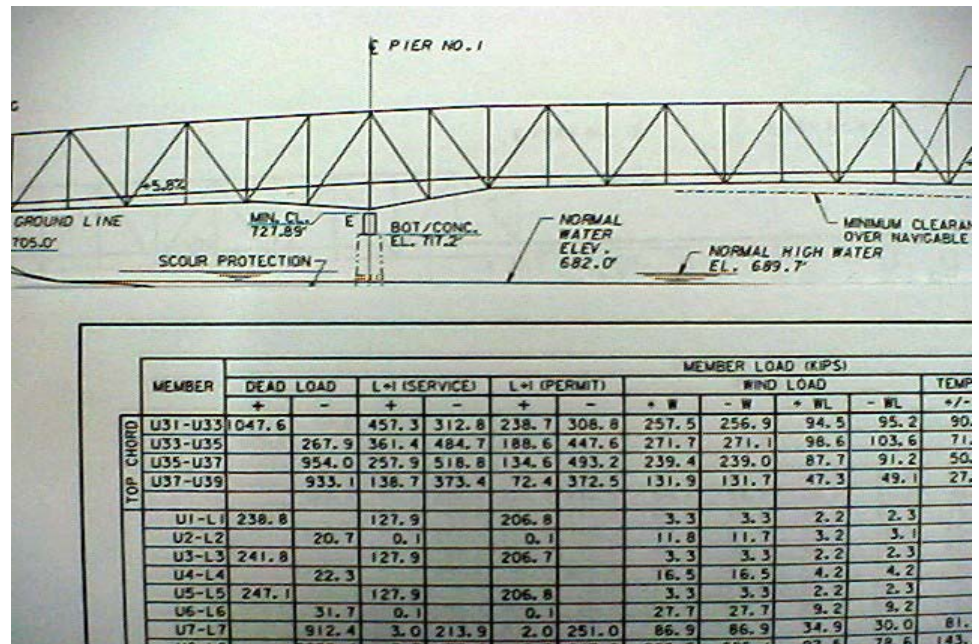 ℄ PIER NO.1
+5.8%
GROUND LINE
705.0'
MIN. CL.
727.89'
E
BOT/CONC.
EL. 717.2'
SCOUR PROTECTION
NORMAL
WATER
ELEV.
682.0'
NORMAL HIGH WATER
EL. 689.7'
MINIMUM CLEARAN
OVER NAVIGABLE
MEMBER LOAD (KIPS)
MEMBER DEAD LOAD L+I (SERVICE) L+I (PERMIT) WIND LOAD TEMP
+ - + - + - + W - W + WL - WL +/-
TOP CHORD
U31-U33 1047.6 457.3 312.8 238.7 308.8 257.5 256.9 94.5 95.2 90.
U33-U35 267.9 361.4 484.7 188.6 447.6 271.7 271.1 98.6 103.6 71.
U35-U37 954.0 257.9 518.8 134.6 493.2 239.4 239.0 87.7 91.2 50.
U37-U39 933.1 138.7 373.4 72.4 372.5 131.9 131.7 47.3 49.1 27.
U1-L1 238.8 127.9 206.8 3.3 3.3 2.2 2.3
U2-L2 20.7 0.1 0.1 11.8 11.7 3.2 3.1
U3-L3 241.8 127.9 206.7 3.3 3.3 2.2 2.3
U4-L4 22.3 16.5 16.5 4.2 4.2
U5-L5 247.1 127.9 206.8 3.3 3.3 2.2 2.3
U6-L6 31.7 0.1 0.1 27.7 27.7 9.2 9.2
U7-L7 912.4 3.0 213.9 2.0 251.0 86.9 86.9 34.9 30.0 81.